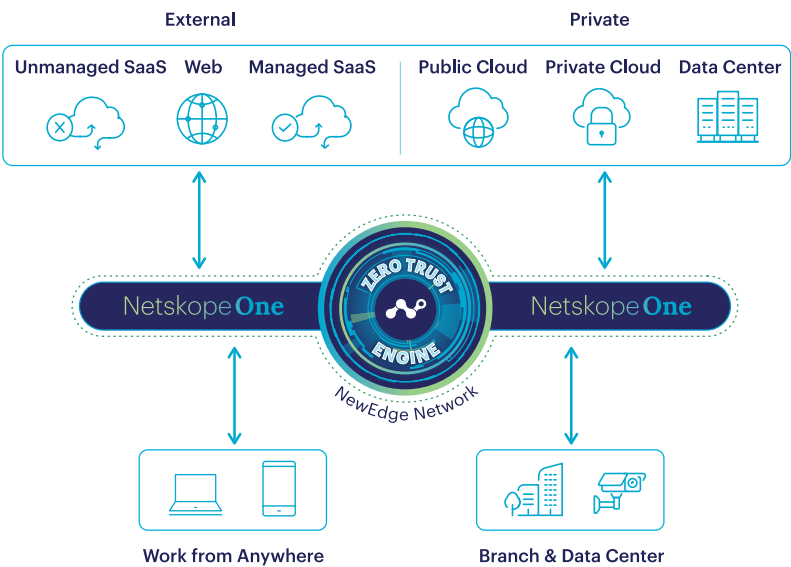 External
Private
Unmanaged SaaS
Web
Managed SaaS
Public Cloud
Private Cloud
Data Center
Netskope One
ZERO TRUST
ENGINE
Netskope One
NewEdge Network
Work from Anywhere
Branch & Data Center